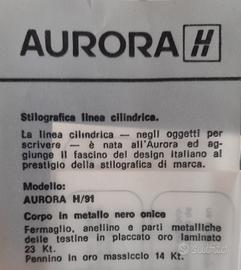 AURORA H
Stilografica linea cilindrica.
La linea cilindrica — negli oggetti per
scrivere — è nata all'Aurora ed ag-
giunge il fascino del design italiano al
prestigio della stilografica di marca.
Modello:
AURORA H/91
Corpo in metallo nero onice
Fermaglio, anellino e parti metalliche
delle testine in placcato oro laminato
23 Kt.
Pennino in oro massiccio 14 Kt.
subito